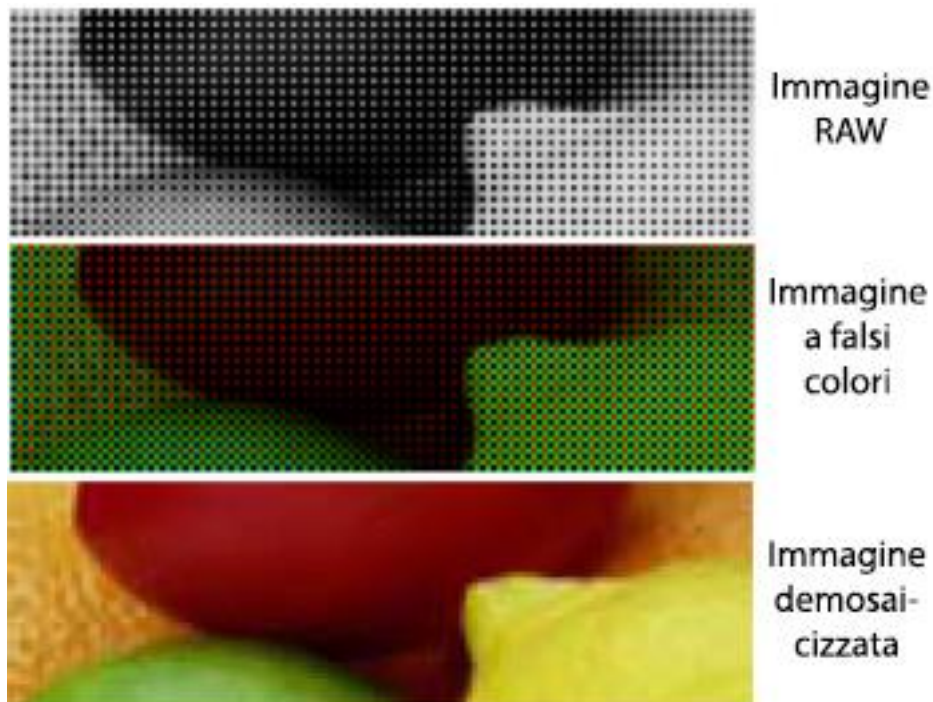 Immagine
RAW
Immagine
a falsi
colori
Immagine
demosai-
cizzata